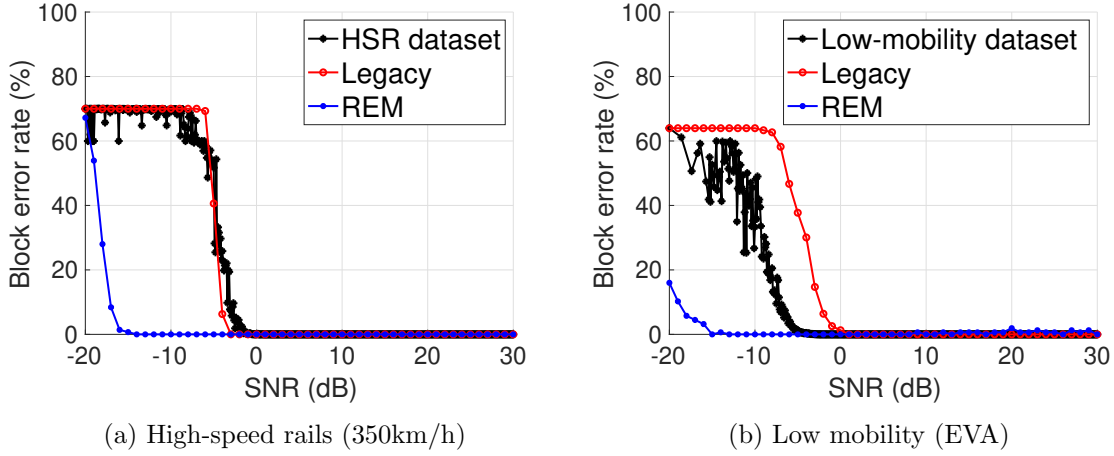 100
80
60
40
20
0
Block error rate (%)
-20 -10 0 10 20 30
SNR (dB)
HSR dataset
Legacy
REM
(a) High-speed rails (350km/h)
100
80
60
40
20
0
Block error rate (%)
-20 -10 0 10 20 30
SNR (dB)
Low-mobility dataset
Legacy
REM
(b) Low mobility (EVA)